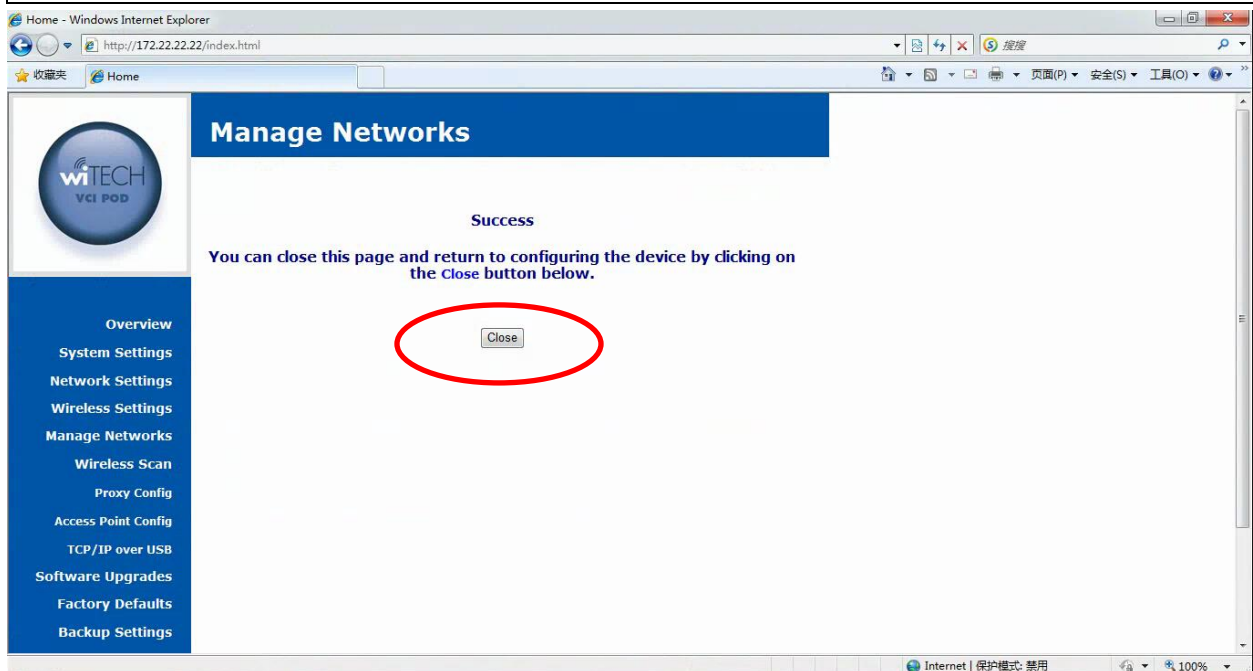 Home - Windows Internet Explorer
http://172.22.22.22/index.html
搜搜
收藏夹
Home
页面(P)
安全(S)
工具(O)
wiTECH
VCI POD
Manage Networks
Success
You can close this page and return to configuring the device by clicking on
the Close button below.
Close
Overview
System Settings
Network Settings
Wireless Settings
Manage Networks
Wireless Scan
Proxy Config
Access Point Config
TCP/IP over USB
Software Upgrades
Factory Defaults
Backup Settings
Internet | 保护模式: 禁用
100%